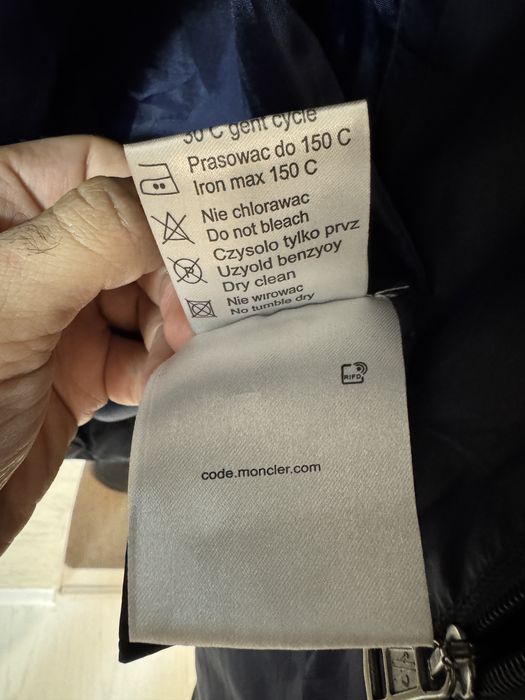 30 C gent cycle
Prasowac do 150 C
Iron max 150 C
Nie chlorawac
Do not bleach
Czysolo tylko prvz
P
Uzyold benzyoy
Dry clean
Nie wirowac
No tumble dry
RIFD
code.moncler.com